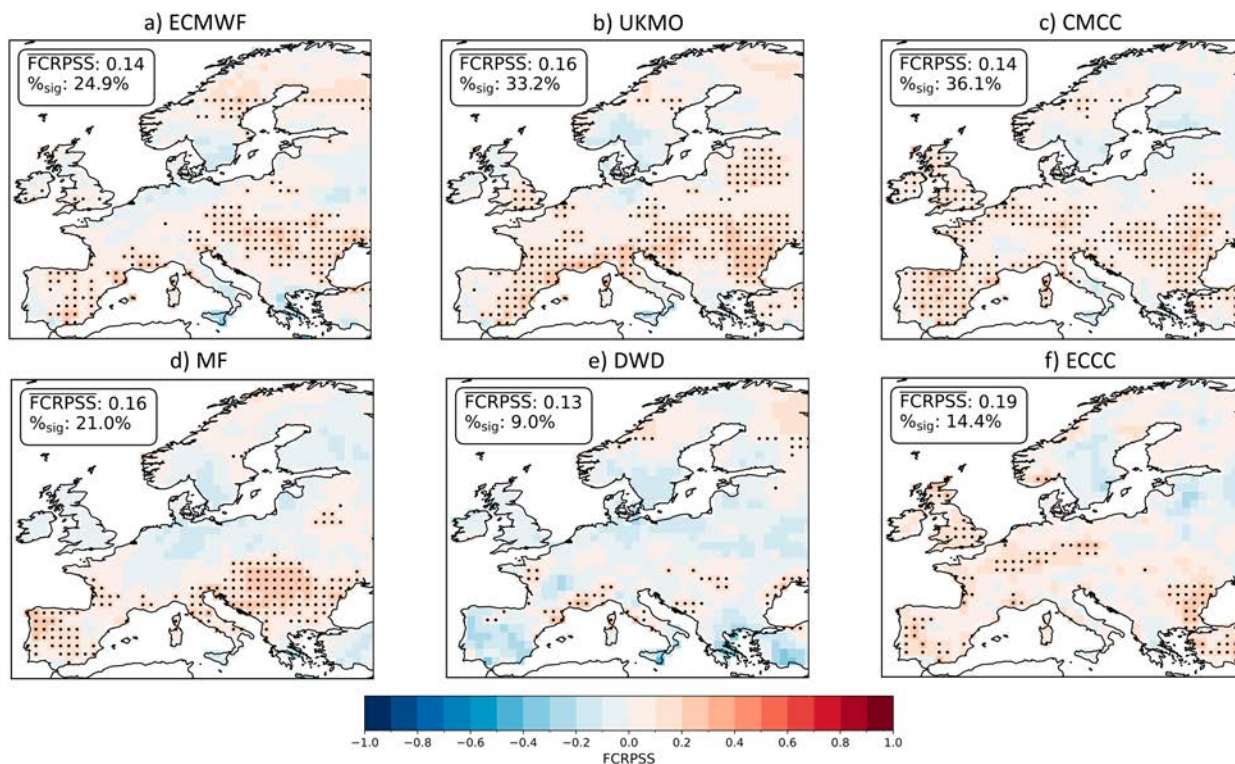 a) ECMWF
b) UKMO
c) CMCC
FCRPSS: 0.14
%sig: 24.9%
FCRPSS: 0.16
%sig: 33.2%
FCRPSS: 0.14
%sig: 36.1%
d) MF
e) DWD
f) ECCC
FCRPSS: 0.16
%sig: 21.0%
FCRPSS: 0.13
%sig: 9.0%
FCRPSS: 0.19
%sig: 14.4%
−1.0 −0.8 −0.6 −0.4 −0.2 0.0 0.2 0.4 0.6 0.8 1.0
FCRPSS